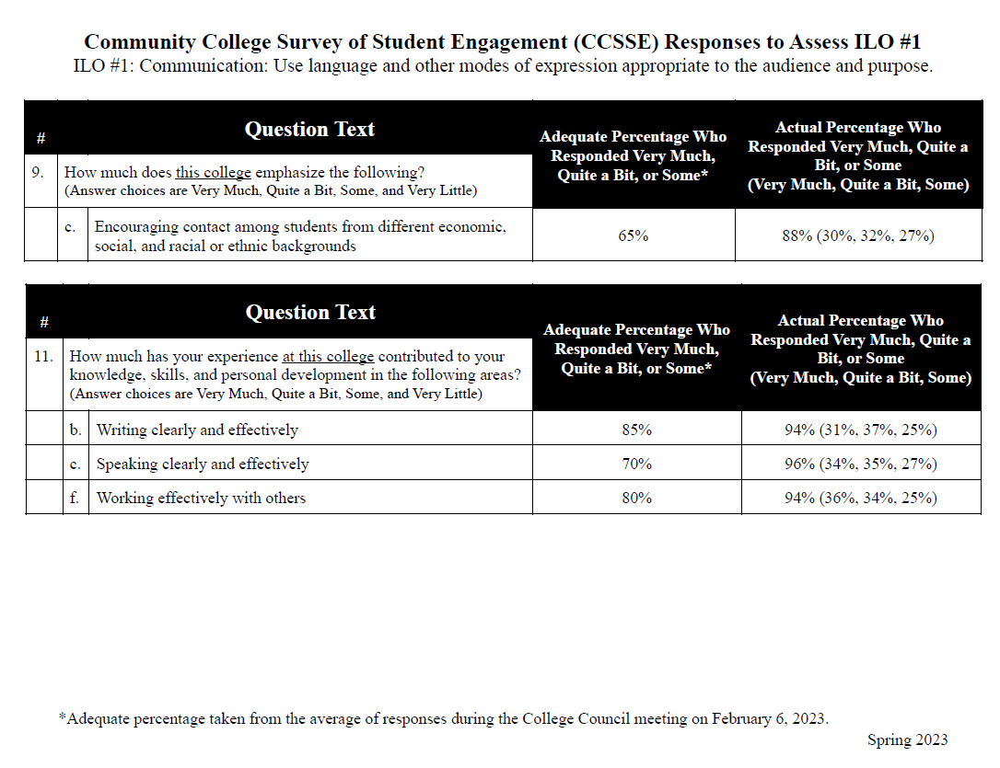 Community College Survey of Student Engagement (CCSSE) Responses to Assess ILO #1
ILO #1: Communication: Use language and other modes of expression appropriate to the audience and purpose.
#
Question Text
Adequate Percentage Who
Responded Very Much,
Quite a Bit, or Some*
Actual Percentage Who
Responded Very Much, Quite a
Bit, or Some
(Very Much, Quite a Bit, Some)
9.
How much does this college emphasize the following?
(Answer choices are Very Much, Quite a Bit, Some, and Very Little)
c.
Encouraging contact among students from different economic,
social, and racial or ethnic backgrounds
65%
88% (30%, 32%, 27%)
#
Question Text
Adequate Percentage Who
Responded Very Much,
Quite a Bit, or Some*
Actual Percentage Who
Responded Very Much, Quite a
Bit, or Some
(Very Much, Quite a Bit, Some)
11.
How much has your experience at this college contributed to your
knowledge, skills, and personal development in the following areas?
(Answer choices are Very Much, Quite a Bit, Some, and Very Little)
b. Writing clearly and effectively 85% 94% (31%, 37%, 25%)
c. Speaking clearly and effectively 70% 96% (34%, 35%, 27%)
f. Working effectively with others 80% 94% (36%, 34%, 25%)
*Adequate percentage taken from the average of responses during the College Council meeting on February 6, 2023.
Spring 2023